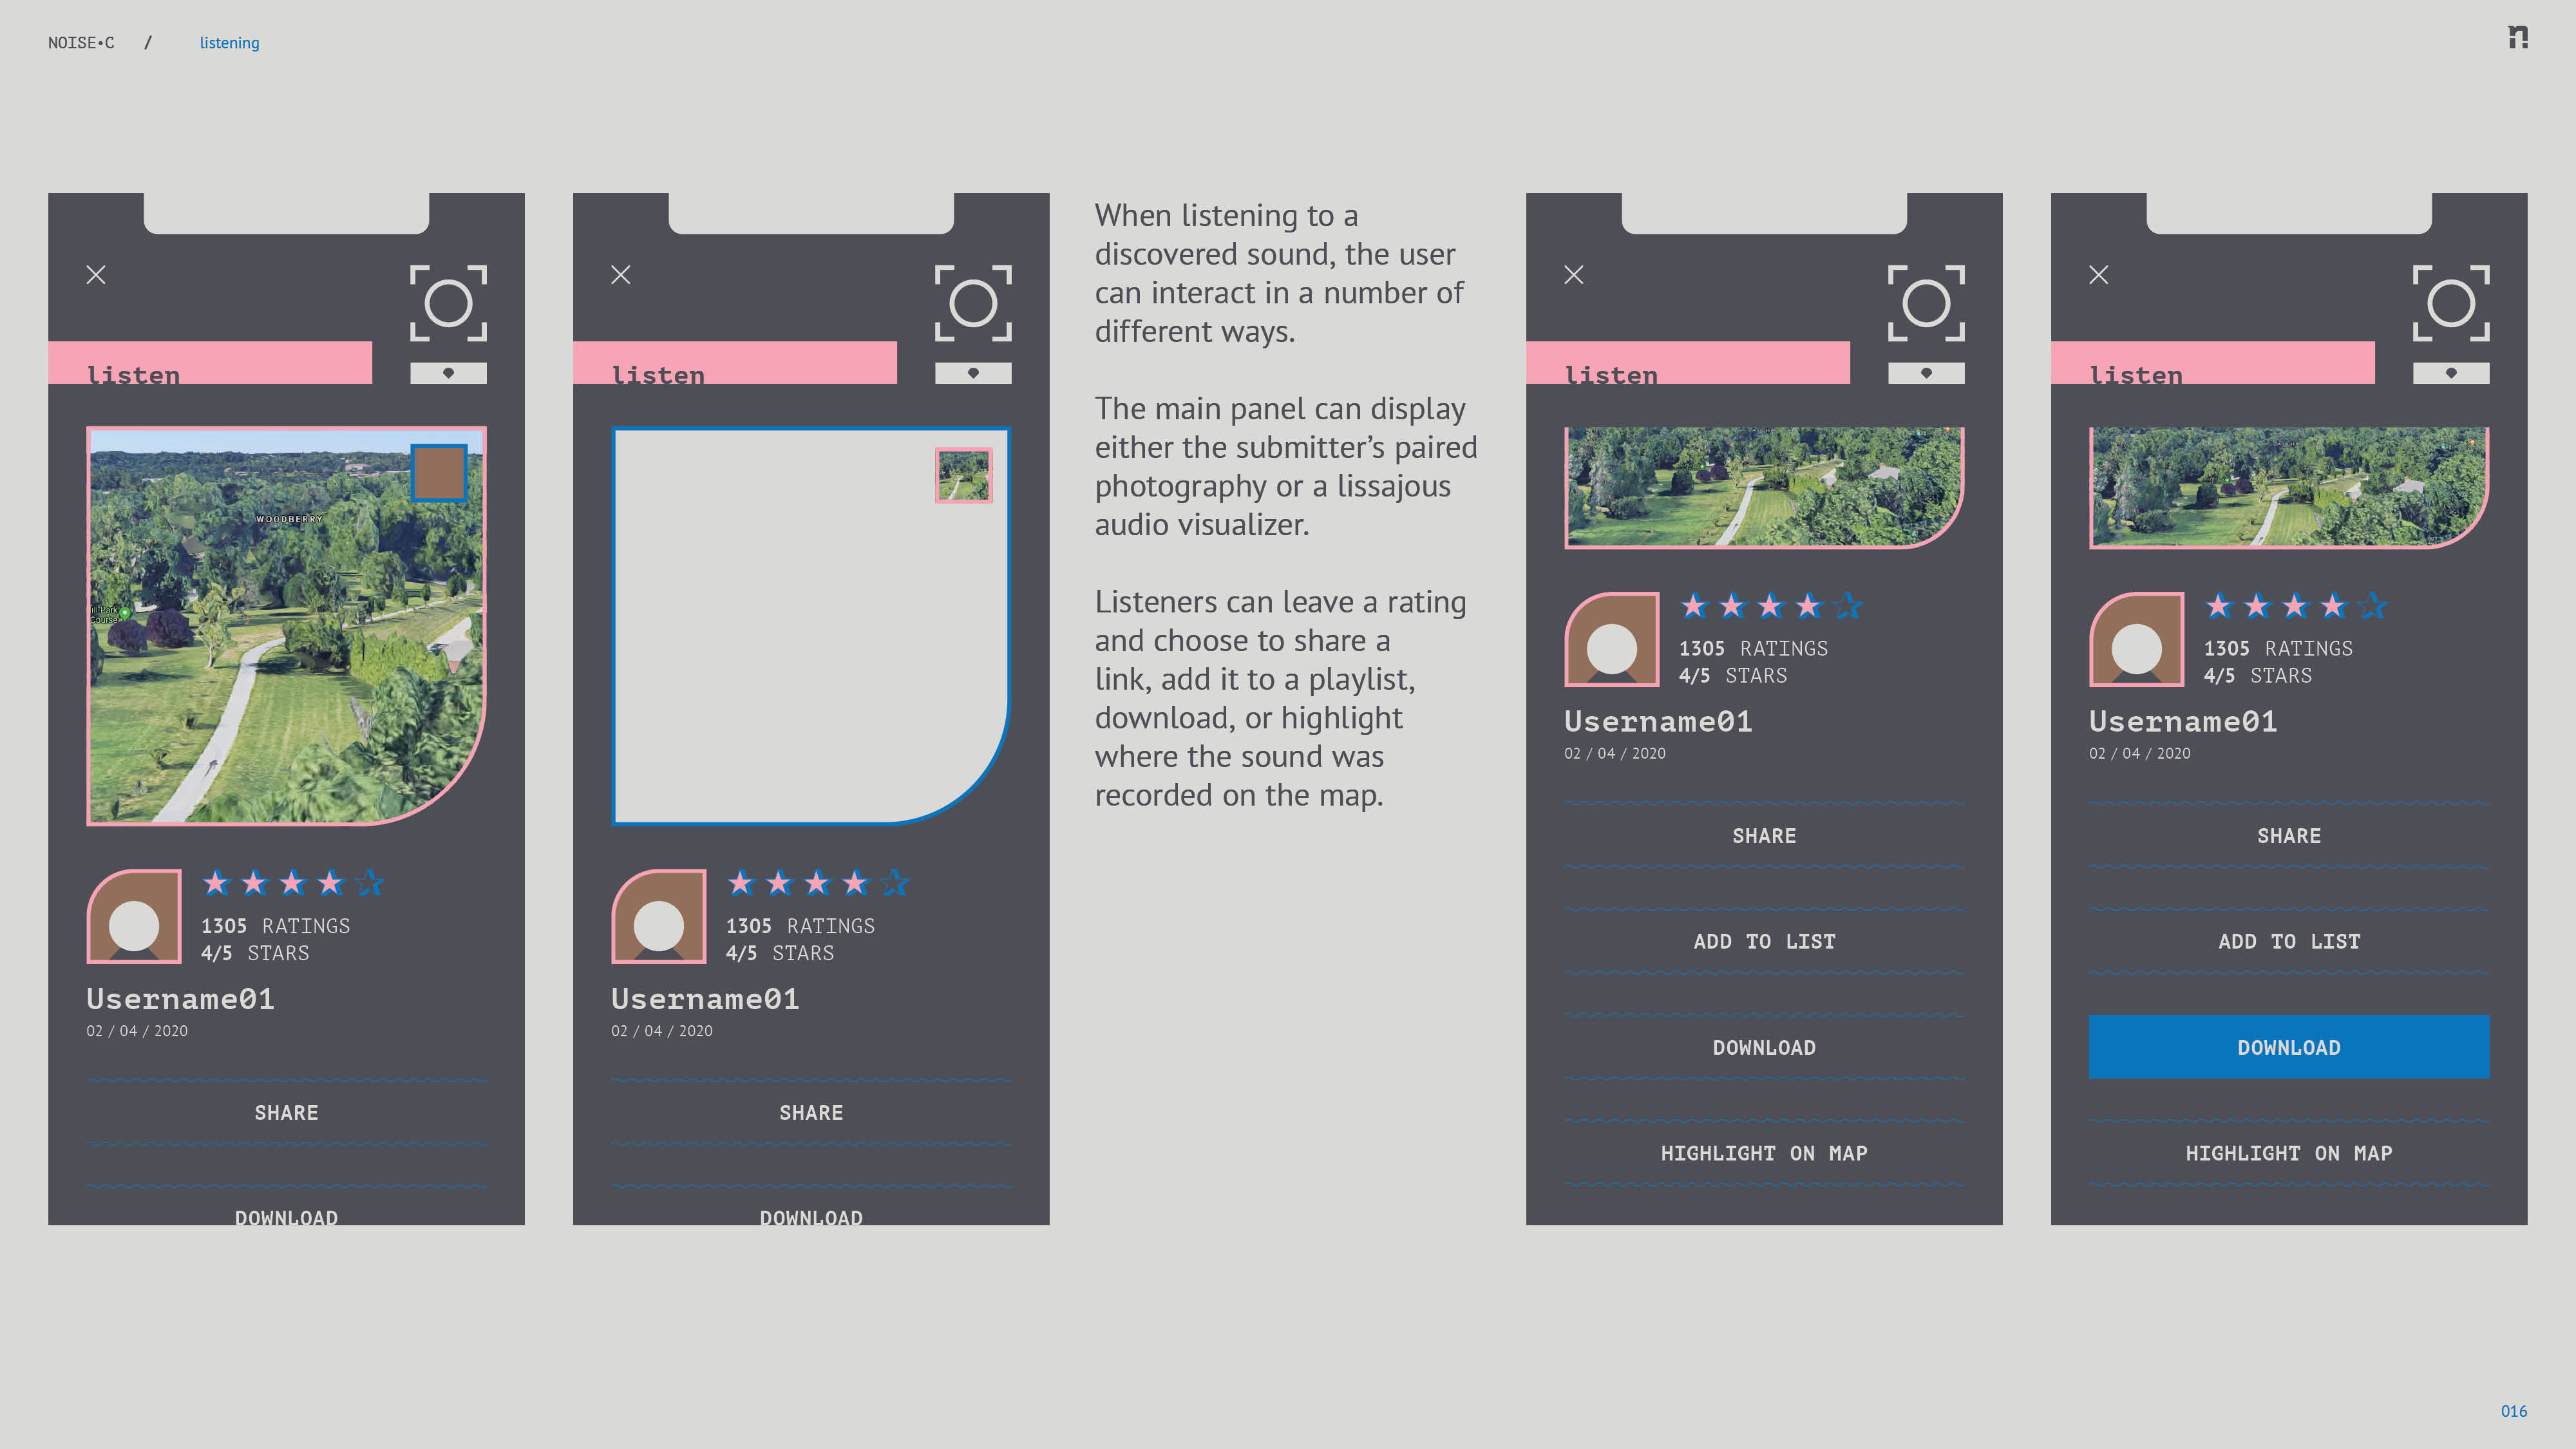 NOISE•C / listening
n
listen
WOODBERRY
ill Park
Course
1305 RATINGS
4/5 STARS
Username01
02 / 04 / 2020
SHARE
DOWNLOAD
listen
1305 RATINGS
4/5 STARS
Username01
02 / 04 / 2020
SHARE
DOWNLOAD
When listening to a
discovered sound, the user
can interact in a number of
different ways.
The main panel can display
either the submitter’s paired
photography or a lissajous
audio visualizer.
Listeners can leave a rating
and choose to share a
link, add it to a playlist,
download, or highlight
where the sound was
recorded on the map.
listen
1305 RATINGS
4/5 STARS
Username01
02 / 04 / 2020
SHARE
ADD TO LIST
DOWNLOAD
HIGHLIGHT ON MAP
listen
1305 RATINGS
4/5 STARS
Username01
02 / 04 / 2020
SHARE
ADD TO LIST
DOWNLOAD
HIGHLIGHT ON MAP
016